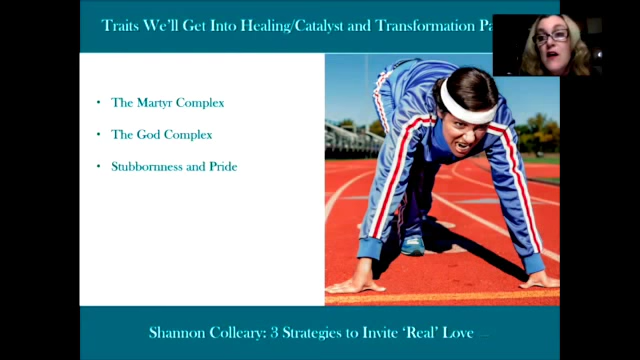 Traits We'll Get Into Healing/Catalyst and Transformation
• The Martyr Complex
• The God Complex
• Stubbornness and Pride
Shannon Colleary: 3 Strategies to Invite 'Real' Love